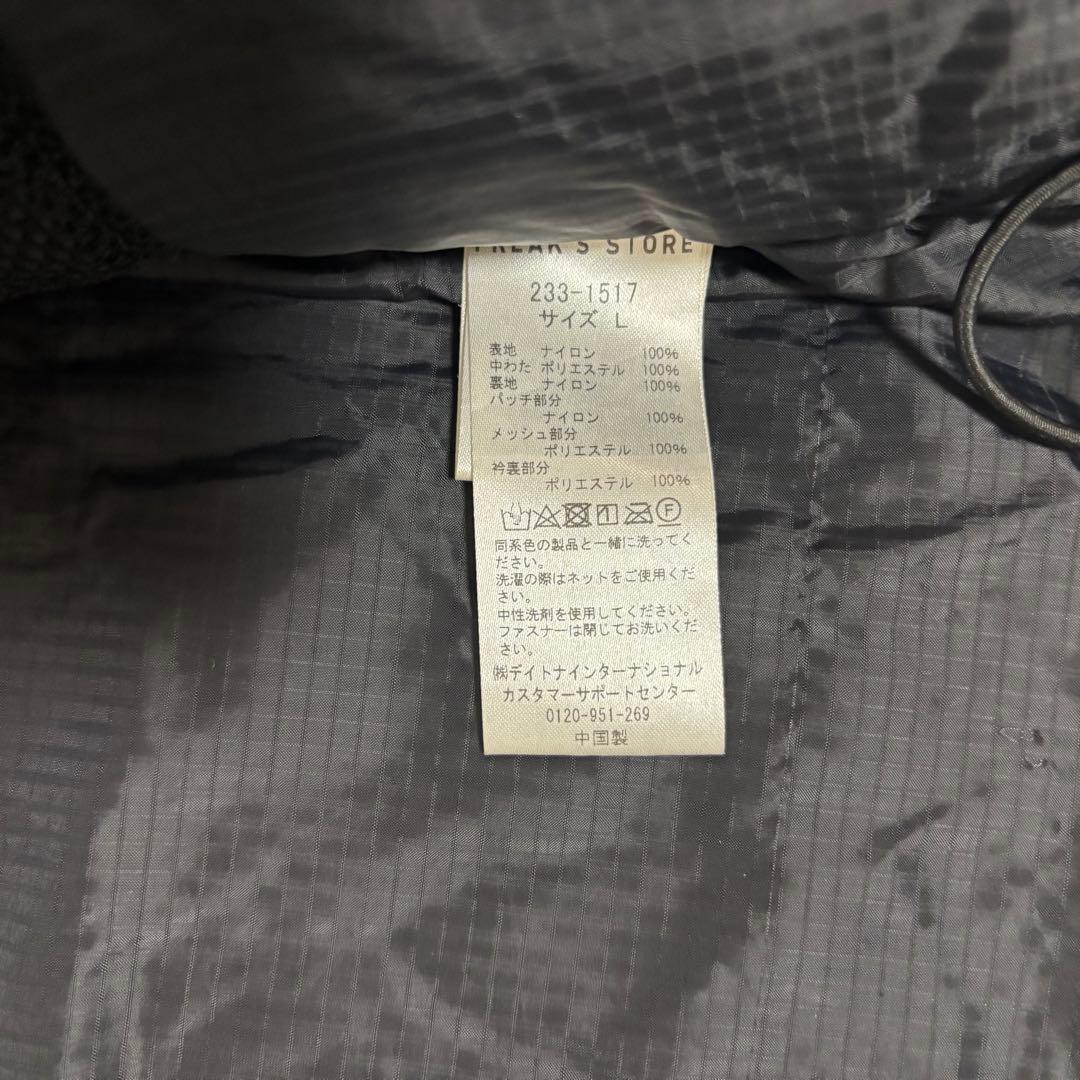 FREAK'S STORE
233-1517
サイズ L
表地 ナイロン 100%
中わた ポリエステル 100%
裏地 ナイロン 100%
パッチ部分
ナイロン 100%
メッシュ部分
ポリエステル 100%
衿裏部分
ポリエステル 100%
同系色の製品と一緒に洗ってく
ださい。
洗濯の際はネットをご使用くだ
さい。
中性洗剤を使用してください。
ファスナーは閉じてお洗いくだ
さい。
㈱デイトナインターナショナル
カスタマーサポートセンター
0120-951-269
中国製